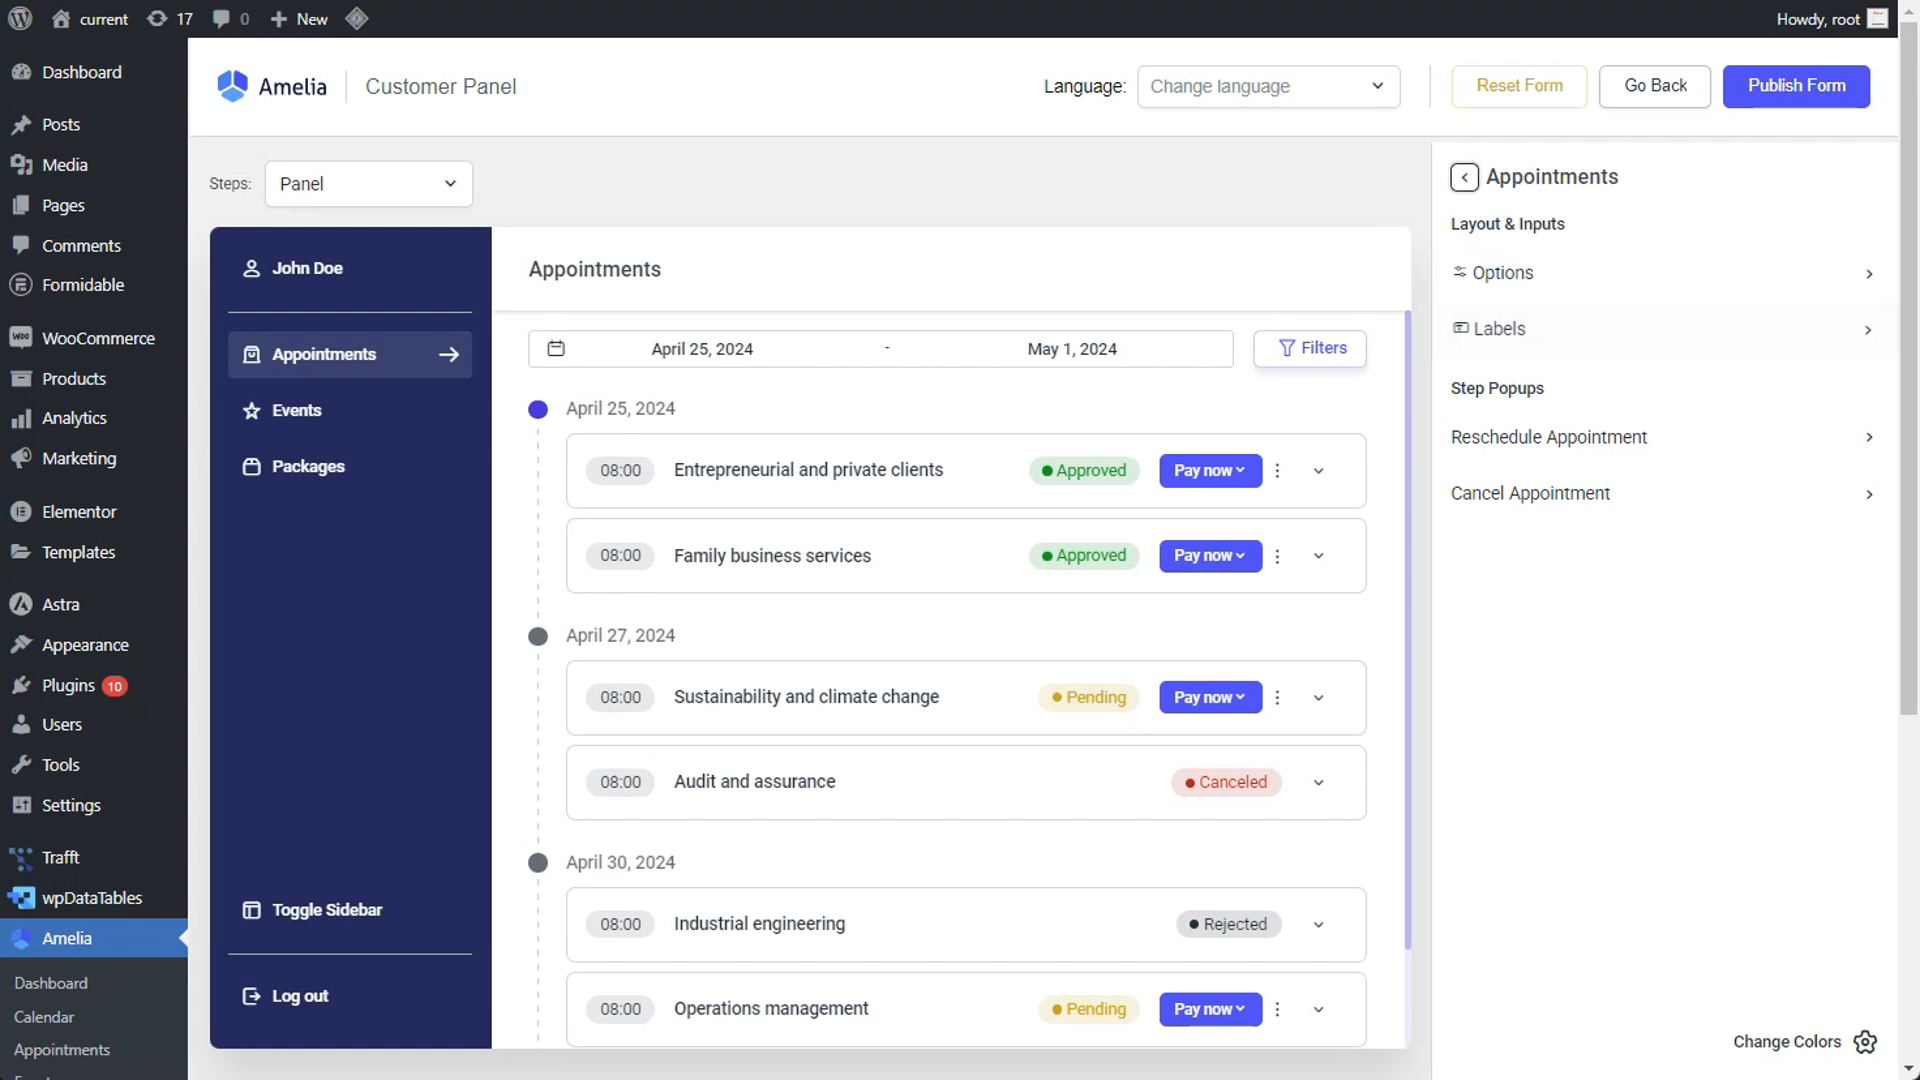 current
17
0
New
Howdy, root
Dashboard
Posts
Media
Pages
Comments
Formidable
WooCommerce
Products
Analytics
Marketing
Elementor
Templates
Astra
Appearance
Plugins 10
Users
Tools
Settings
Trafft
wpDataTables
Amelia
Dashboard
Calendar
Appointments
Amelia
Customer Panel
Language:
Change language
Reset Form
Go Back
Publish Form
Steps:
Panel
John Doe
Appointments
Events
Packages
Toggle Sidebar
Log out
Appointments
April 25, 2024 - May 1, 2024
Filters
April 25, 2024
08:00 Entrepreneurial and private clients Approved Pay now
08:00 Family business services Approved Pay now
April 27, 2024
08:00 Sustainability and climate change Pending Pay now
08:00 Audit and assurance Canceled
April 30, 2024
08:00 Industrial engineering Rejected
08:00 Operations management Pending Pay now
Appointments
Layout & Inputs
Options
Labels
Step Popups
Reschedule Appointment
Cancel Appointment
Change Colors